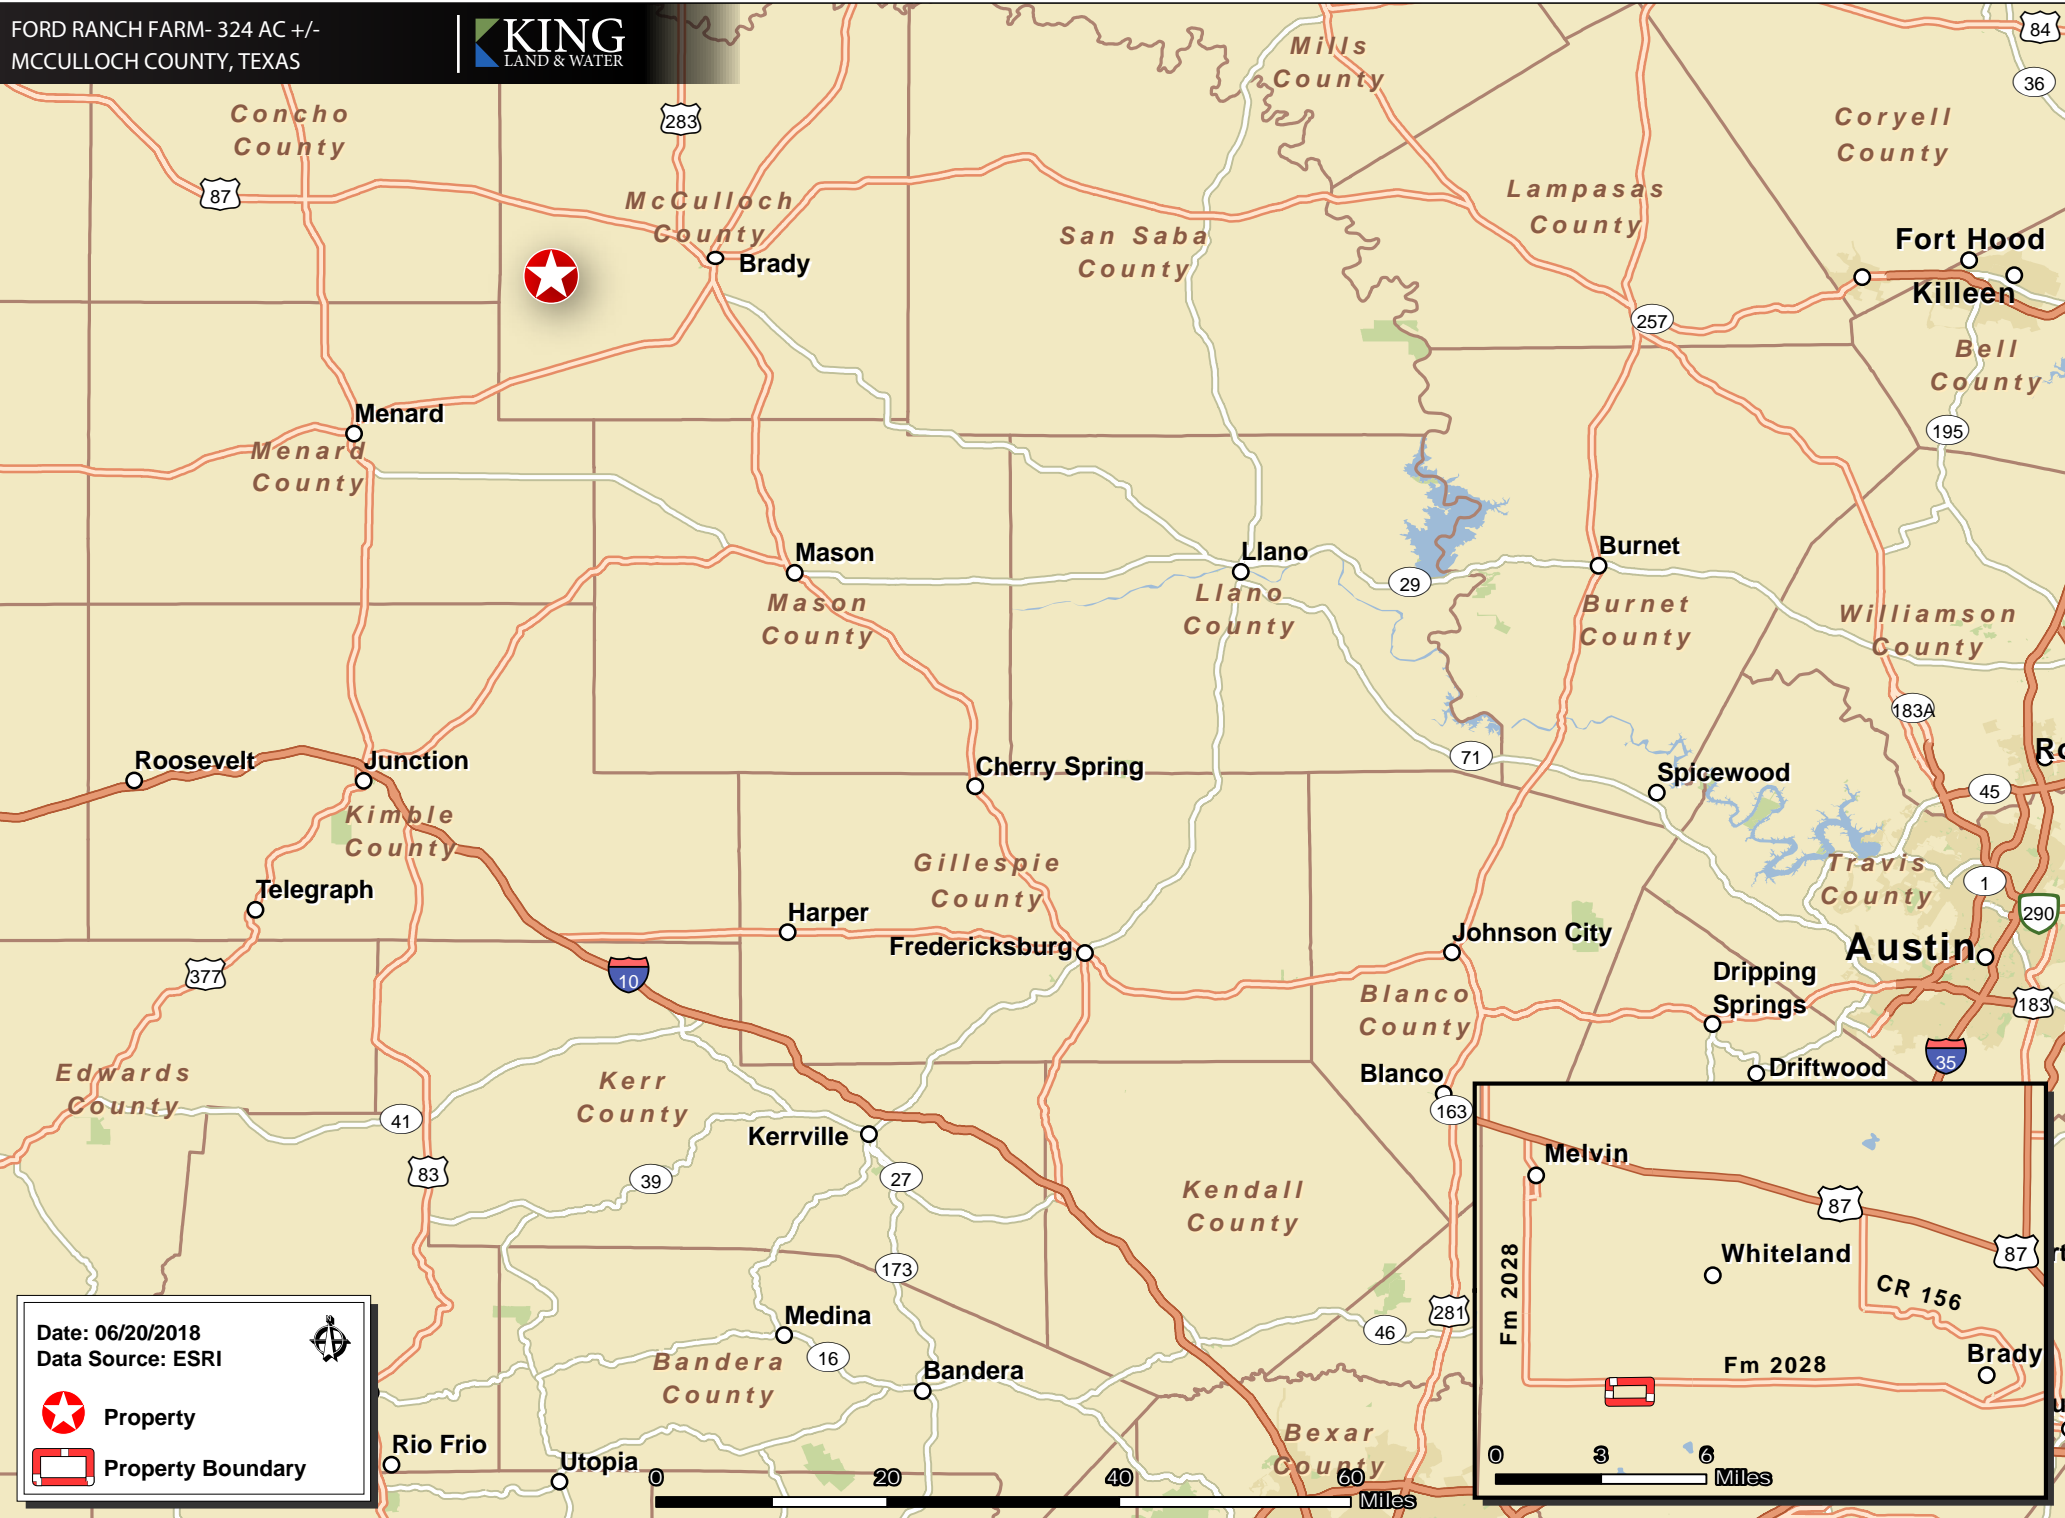 FORD RANCH FARM- 324 AC +/-
MCCULLOCH COUNTY, TEXAS
KING
LAND & WATER
Mills
County
84
36
Concho
County
283
Coryell
County
87
McCulloch
County
Lampasas
County
San Saba
County
Fort Hood
Brady
Killeen
257
Bell
County
Menard
195
Menard
County
Mason
Llano
Burnet
29
Mason
County
Llano
County
Burnet
County
Williamson
County
183A
Roosevelt
Junction
Cherry Spring
71
Spicewood
45
Kimble
County
Gillespie
County
Travis
County
1
Telegraph
Harper
290
Fredericksburg
Johnson City
Austin
377
10
Dripping
Springs
Blanco
County
183
35
Edwards
County
Kerr
County
Blanco
Driftwood
41
163
Kerrville
83
39
27
Kendall
County
173
281
Medina
46
16
Bandera
County
Bandera
Bexar
County
Rio Frio
Utopia
0 20 40 60
Miles
Melvin
87
Whiteland
87
Fm 2028
CR 156
Brady
Fm 2028
0 3 6
Miles
Date: 06/20/2018
Data Source: ESRI
Property
Property Boundary